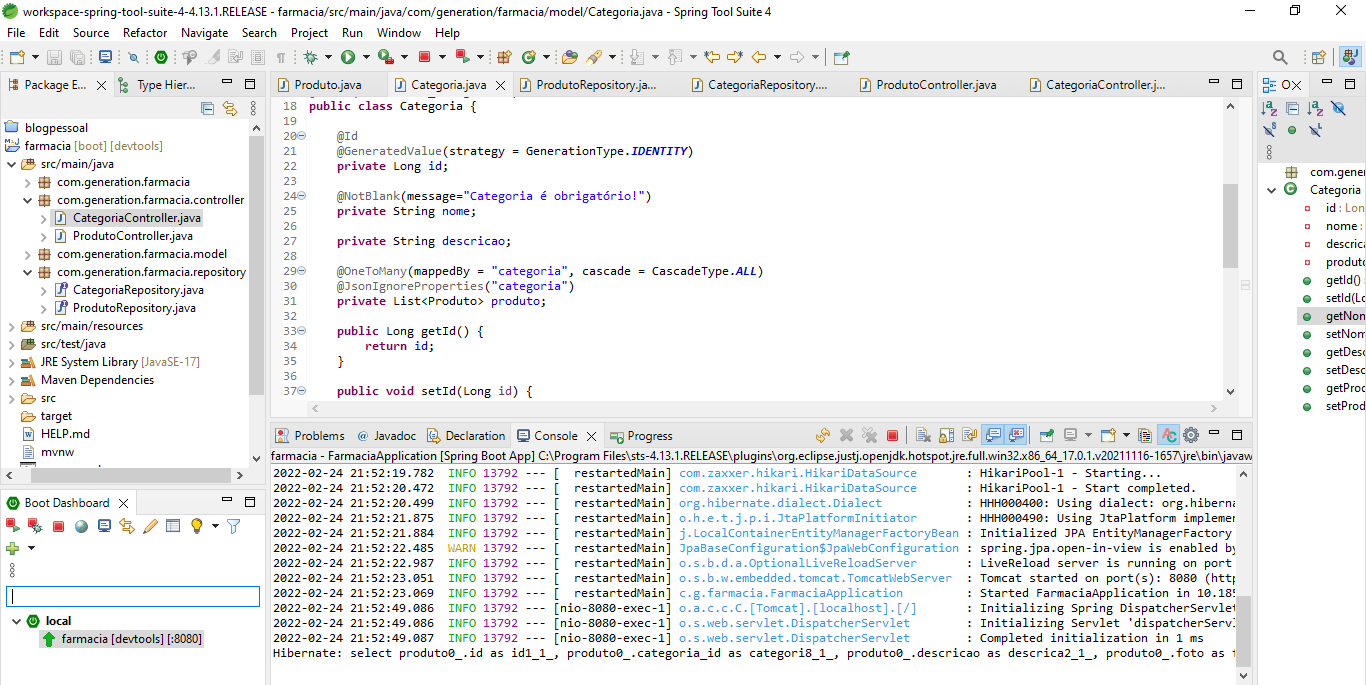 workspace-spring-tool-suite-4-4.13.1.RELEASE - farmacia/src/main/java/com/generation/farmacia/model/Categoria.java - Spring Tool Suite 4
File Edit Source Refactor Navigate Search Project Run Window Help
Package E... Type Hier...
blogpessoal
farmacia [boot] [devtools]
src/main/java
com.generation.farmacia
com.generation.farmacia.controller
CategoriaController.java
ProdutoController.java
com.generation.farmacia.model
com.generation.farmacia.repository
CategoriaRepository.java
ProdutoRepository.java
src/main/resources
src/test/java
JRE System Library [JavaSE-17]
Maven Dependencies
src
target
HELP.md
mvnw
Boot Dashboard
local
farmacia [devtools] [:8080]
Produto.java Categoria.java ProdutoRepository.ja... CategoriaRepository.... ProdutoController.java CategoriaController.j...
18 public class Categoria {
19
20 @Id
21 @GeneratedValue(strategy = GenerationType.IDENTITY)
22 private Long id;
23
24 @NotBlank(message="Categoria é obrigatório!")
25 private String nome;
26
27 private String descricao;
28
29 @OneToMany(mappedBy = "categoria", cascade = CascadeType.ALL)
30 @JsonIgnoreProperties("categoria")
31 private List<Produto> produto;
32
33 public Long getId() {
34 return id;
35 }
36
37 public void setId(Long id) {
Problems Javadoc Declaration Console Progress
farmacia - FarmaciaApplication [Spring Boot App] C:\Program Files\sts-4.13.1.RELEASE\plugins\org.eclipse.justj.openjdk.hotspot.jre.full.win32.x86_64_17.0.1.v20211116-1657\jre\bin\javaw
2022-02-24 21:52:19.782 INFO 13792 --- [ restartedMain] com.zaxxer.hikari.HikariDataSource : HikariPool-1 - Starting...
2022-02-24 21:52:20.472 INFO 13792 --- [ restartedMain] com.zaxxer.hikari.HikariDataSource : HikariPool-1 - Start completed.
2022-02-24 21:52:20.499 INFO 13792 --- [ restartedMain] org.hibernate.dialect.Dialect : HHH000400: Using dialect: org.hiberna
2022-02-24 21:52:21.875 INFO 13792 --- [ restartedMain] o.h.e.t.j.p.i.JtaPlatformInitiator : HHH000490: Using JtaPlatform implemen
2022-02-24 21:52:21.884 INFO 13792 --- [ restartedMain] j.LocalContainerEntityManagerFactoryBean : Initialized JPA EntityManagerFactory
2022-02-24 21:52:22.485 WARN 13792 --- [ restartedMain] JpaBaseConfiguration$JpaWebConfiguration : spring.jpa.open-in-view is enabled by
2022-02-24 21:52:22.987 INFO 13792 --- [ restartedMain] o.s.b.d.a.OptionalLiveReloadServer : LiveReload server is running on port
2022-02-24 21:52:23.051 INFO 13792 --- [ restartedMain] o.s.b.w.embedded.tomcat.TomcatWebServer : Tomcat started on port(s): 8080 (http
2022-02-24 21:52:23.069 INFO 13792 --- [ restartedMain] c.g.farmacia.FarmaciaApplication : Started FarmaciaApplication in 10.185
2022-02-24 21:52:49.086 INFO 13792 --- [nio-8080-exec-1] o.a.c.c.C.[Tomcat].[localhost].[/] : Initializing Spring DispatcherServlet
2022-02-24 21:52:49.086 INFO 13792 --- [nio-8080-exec-1] o.s.web.servlet.DispatcherServlet : Initializing Servlet 'dispatcherServl
2022-02-24 21:52:49.087 INFO 13792 --- [nio-8080-exec-1] o.s.web.servlet.DispatcherServlet : Completed initialization in 1 ms
Hibernate: select produto0_.id as id1_1_, produto0_.categoria_id as categori8_1_, produto0_.descricao as descrica2_1_, produto0_.foto as
com.gener
Categoria
id : Lon
nome :
descrica
produto
getId() :
setId(Lo
getNom
setNom
getDesc
setDesc
getProd
setProd